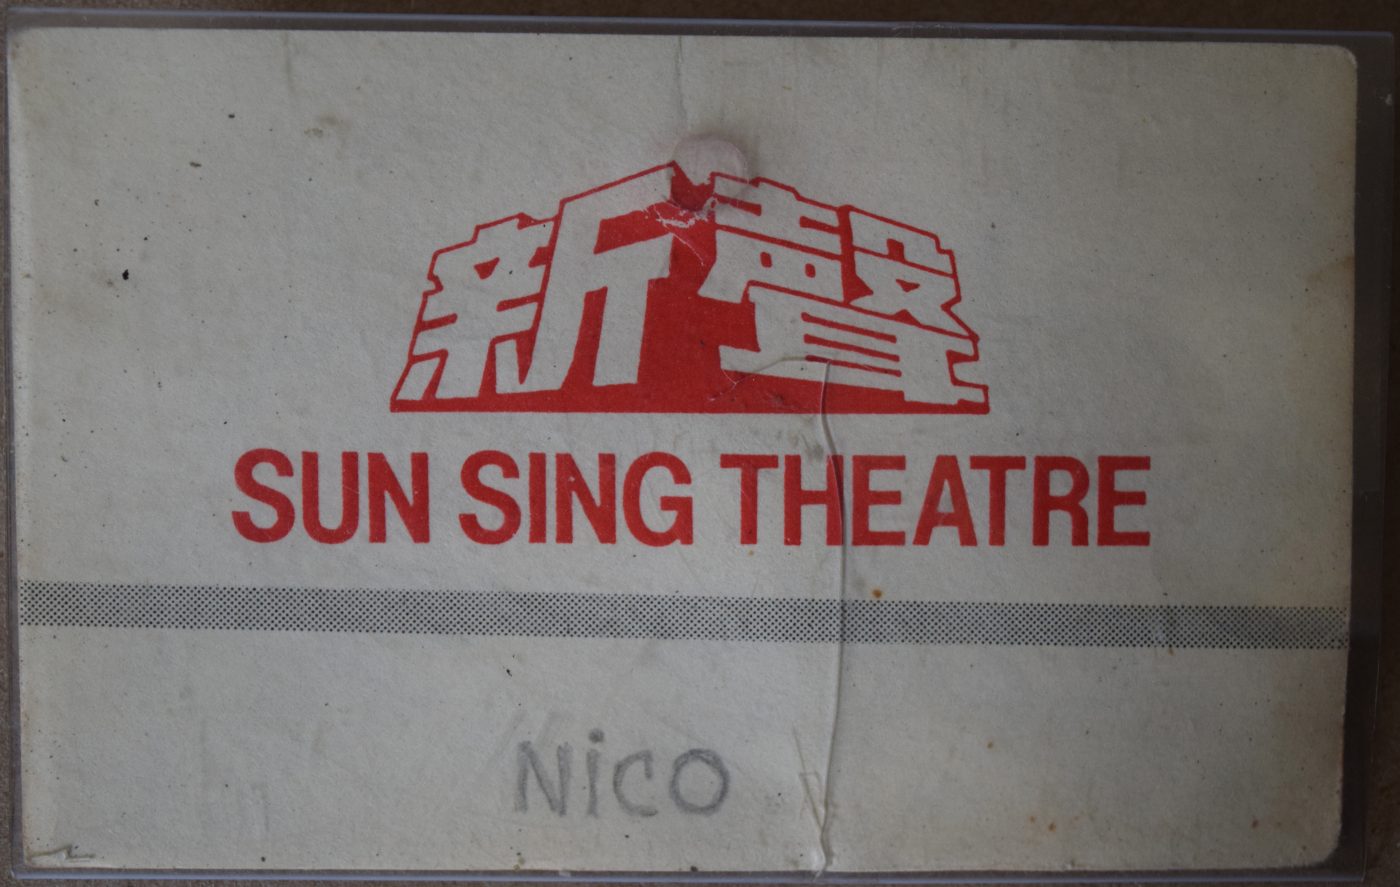 新聲
SUN SING THEATRE
Nico